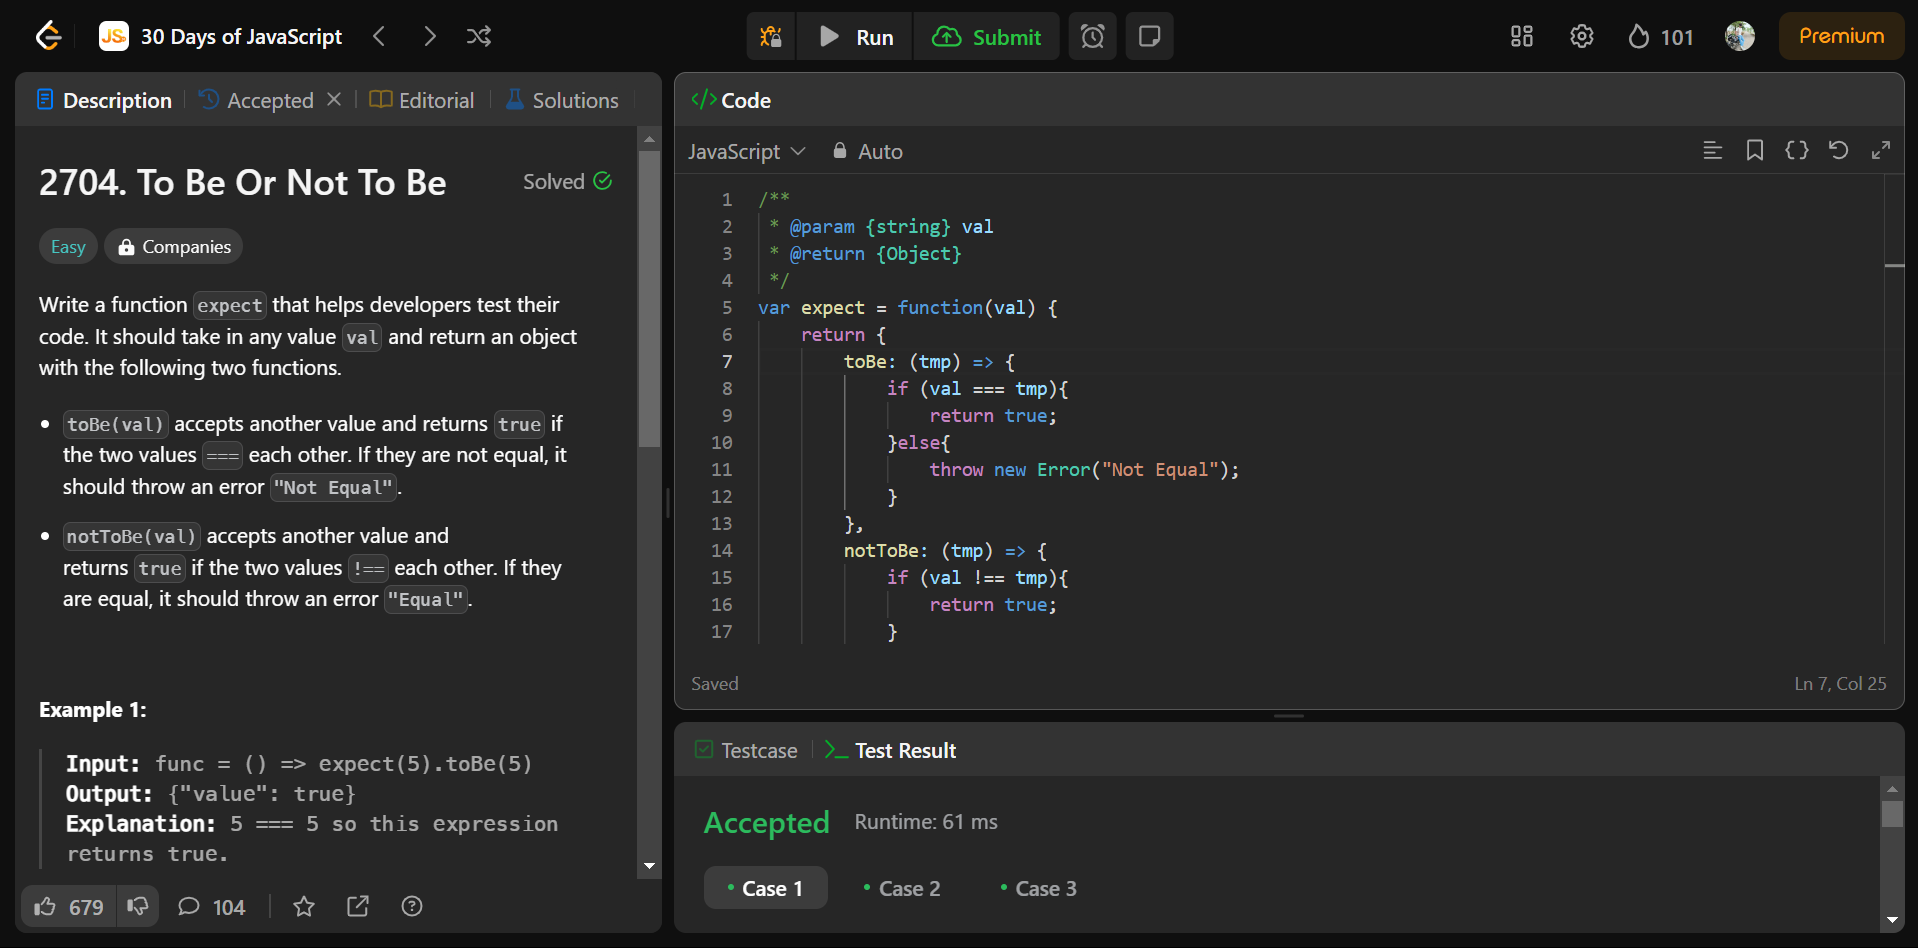 JS 30 Days of JavaScript
Run
Submit
101
Premium
Description
Accepted
Editorial
Solutions
2704. To Be Or Not To Be
Solved
Easy
Companies
Write a function expect that helps developers test their
code. It should take in any value val and return an object
with the following two functions.
• toBe(val) accepts another value and returns true if
the two values === each other. If they are not equal, it
should throw an error "Not Equal".
• notToBe(val) accepts another value and
returns true if the two values !== each other. If they
are equal, it should throw an error "Equal".
Example 1:
Input: func = () => expect(5).toBe(5)
Output: {"value": true}
Explanation: 5 === 5 so this expression
returns true.
679
104
</> Code
JavaScript
Auto
1 /**
2 * @param {string} val
3 * @return {Object}
4 */
5 var expect = function(val) {
6 return {
7 toBe: (tmp) => {
8 if (val === tmp){
9 return true;
10 }else{
11 throw new Error("Not Equal");
12 }
13 },
14 notToBe: (tmp) => {
15 if (val !== tmp){
16 return true;
17 }
Saved
Ln 7, Col 25
Testcase
>_ Test Result
Accepted
Runtime: 61 ms
• Case 1
• Case 2
• Case 3